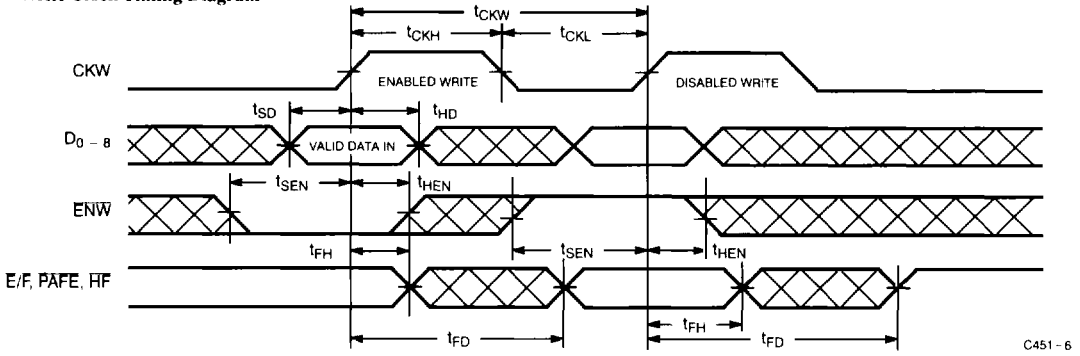 Write Clock Timing Diagram
tCKW
tCKH
tCKL
CKW
ENABLED WRITE
DISABLED WRITE
tSD
tHD
D0 – 8
VALID DATA IN
tSEN
tHEN
ENW
tFH
tSEN
tHEN
E/F, PAFE, HF
tFH
tFD
tFD
C451–6